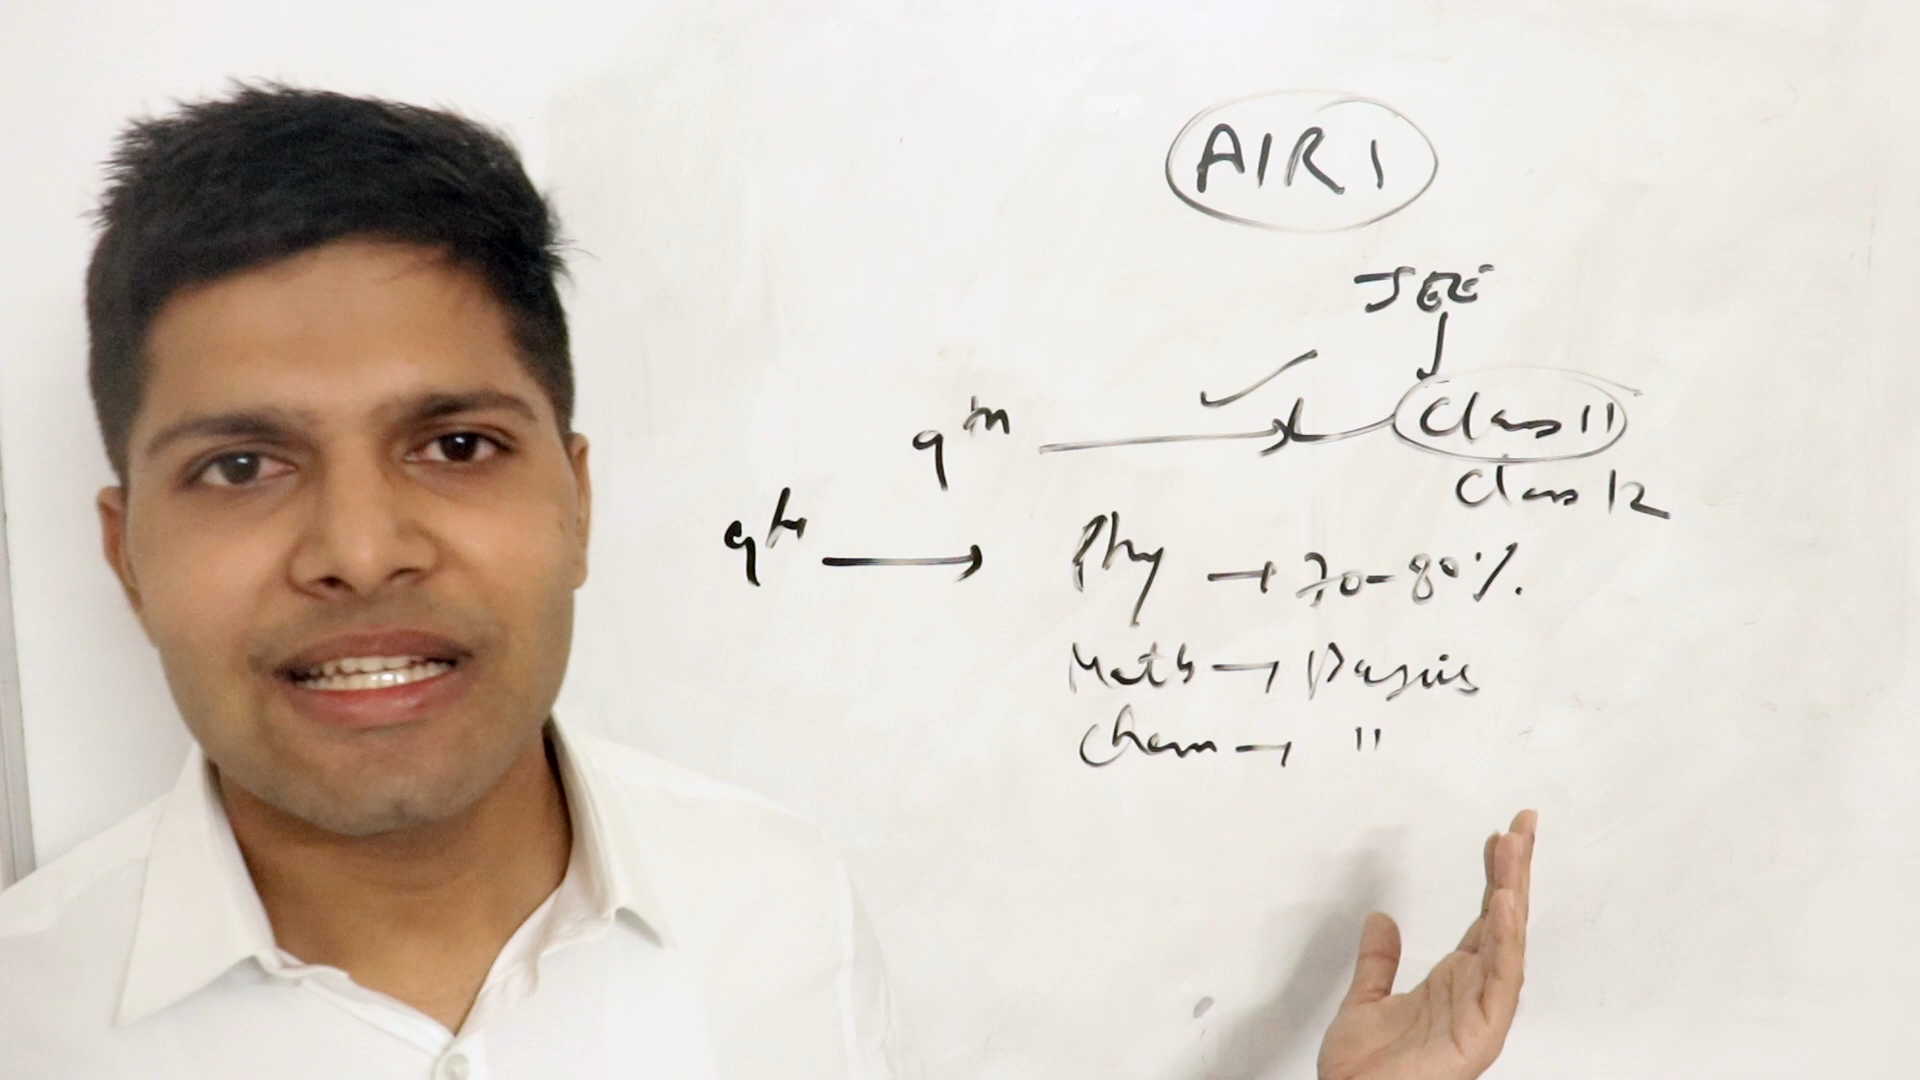 AIR 1
JEE
9th → Class 11
Class 12
9th → Phy → 70-80%.
Math → Basics
Chem → "